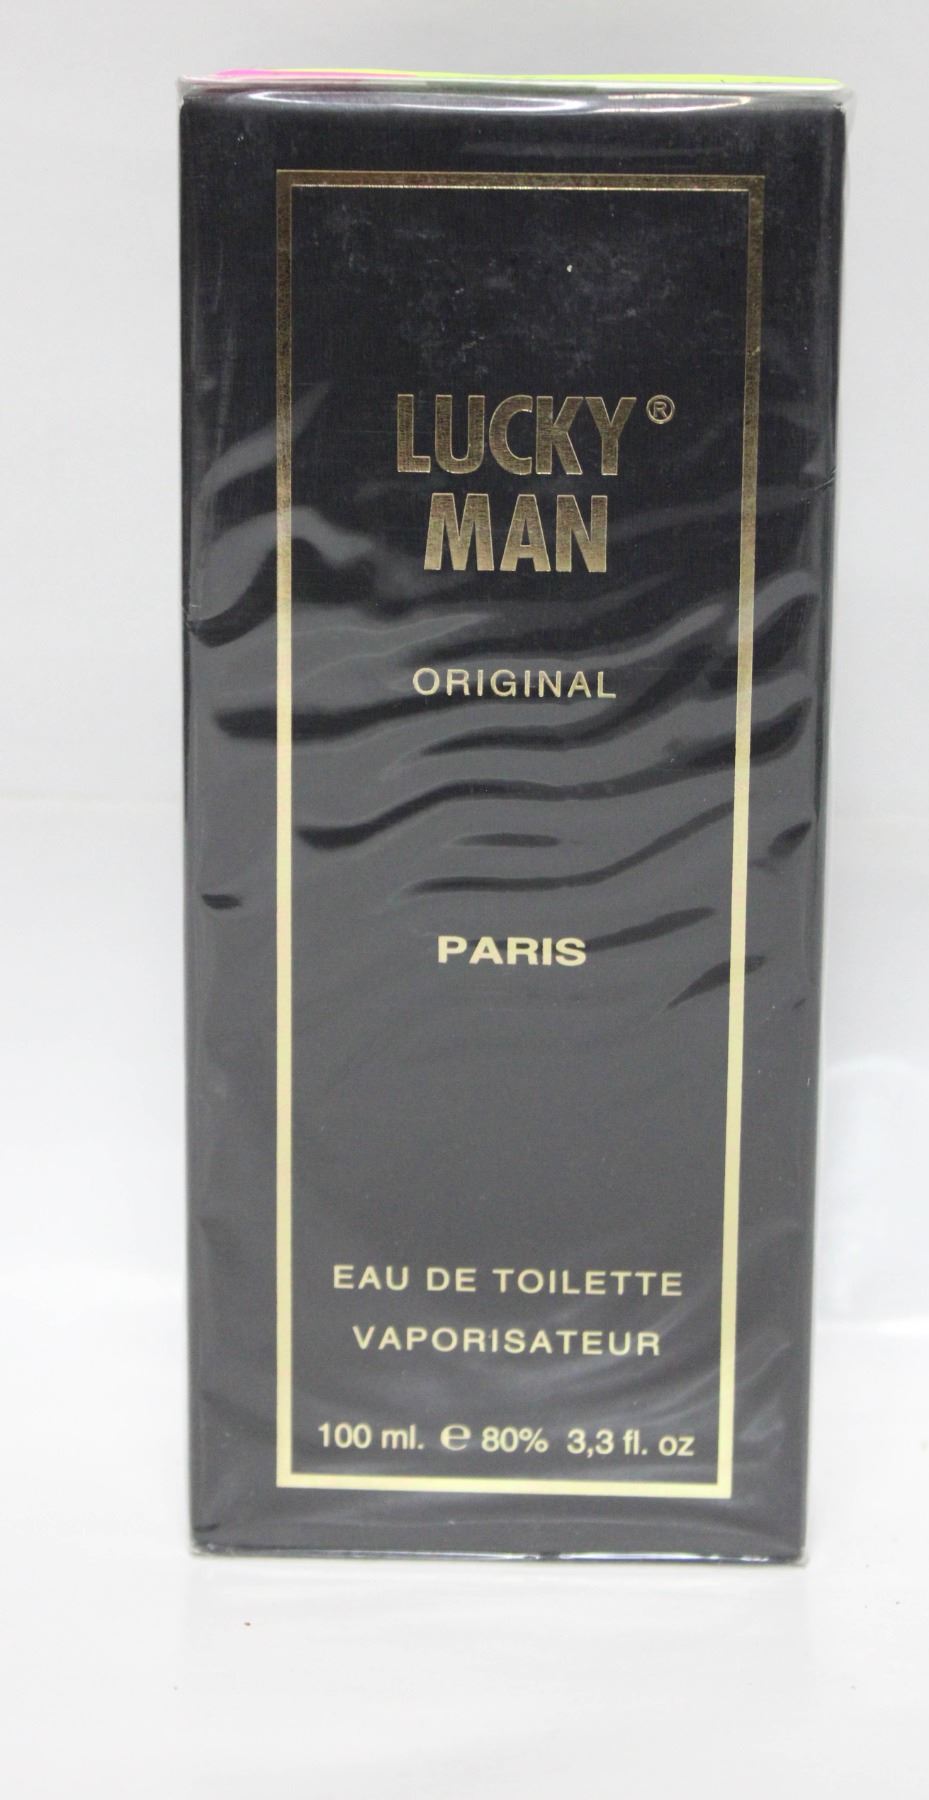 LUCKY®
MAN
ORIGINAL
PARIS
EAU DE TOILETTE
VAPORISATEUR
100 ml. ℮ 80% 3,3 fl. oz